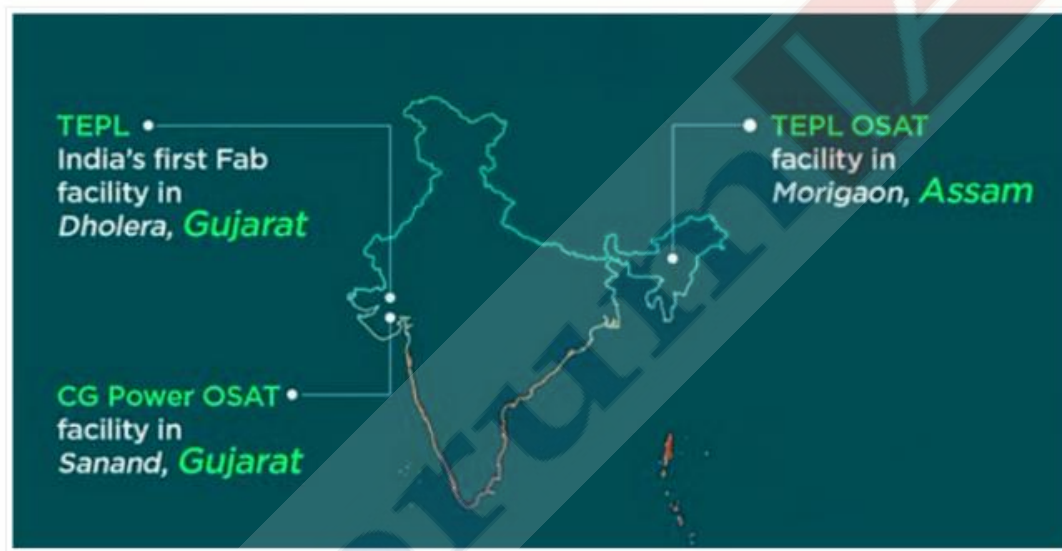 TEPL
India's first Fab
facility in
Dholera, Gujarat
TEPL OSAT
facility in
Morigaon, Assam
CG Power OSAT
facility in
Sanand, Gujarat